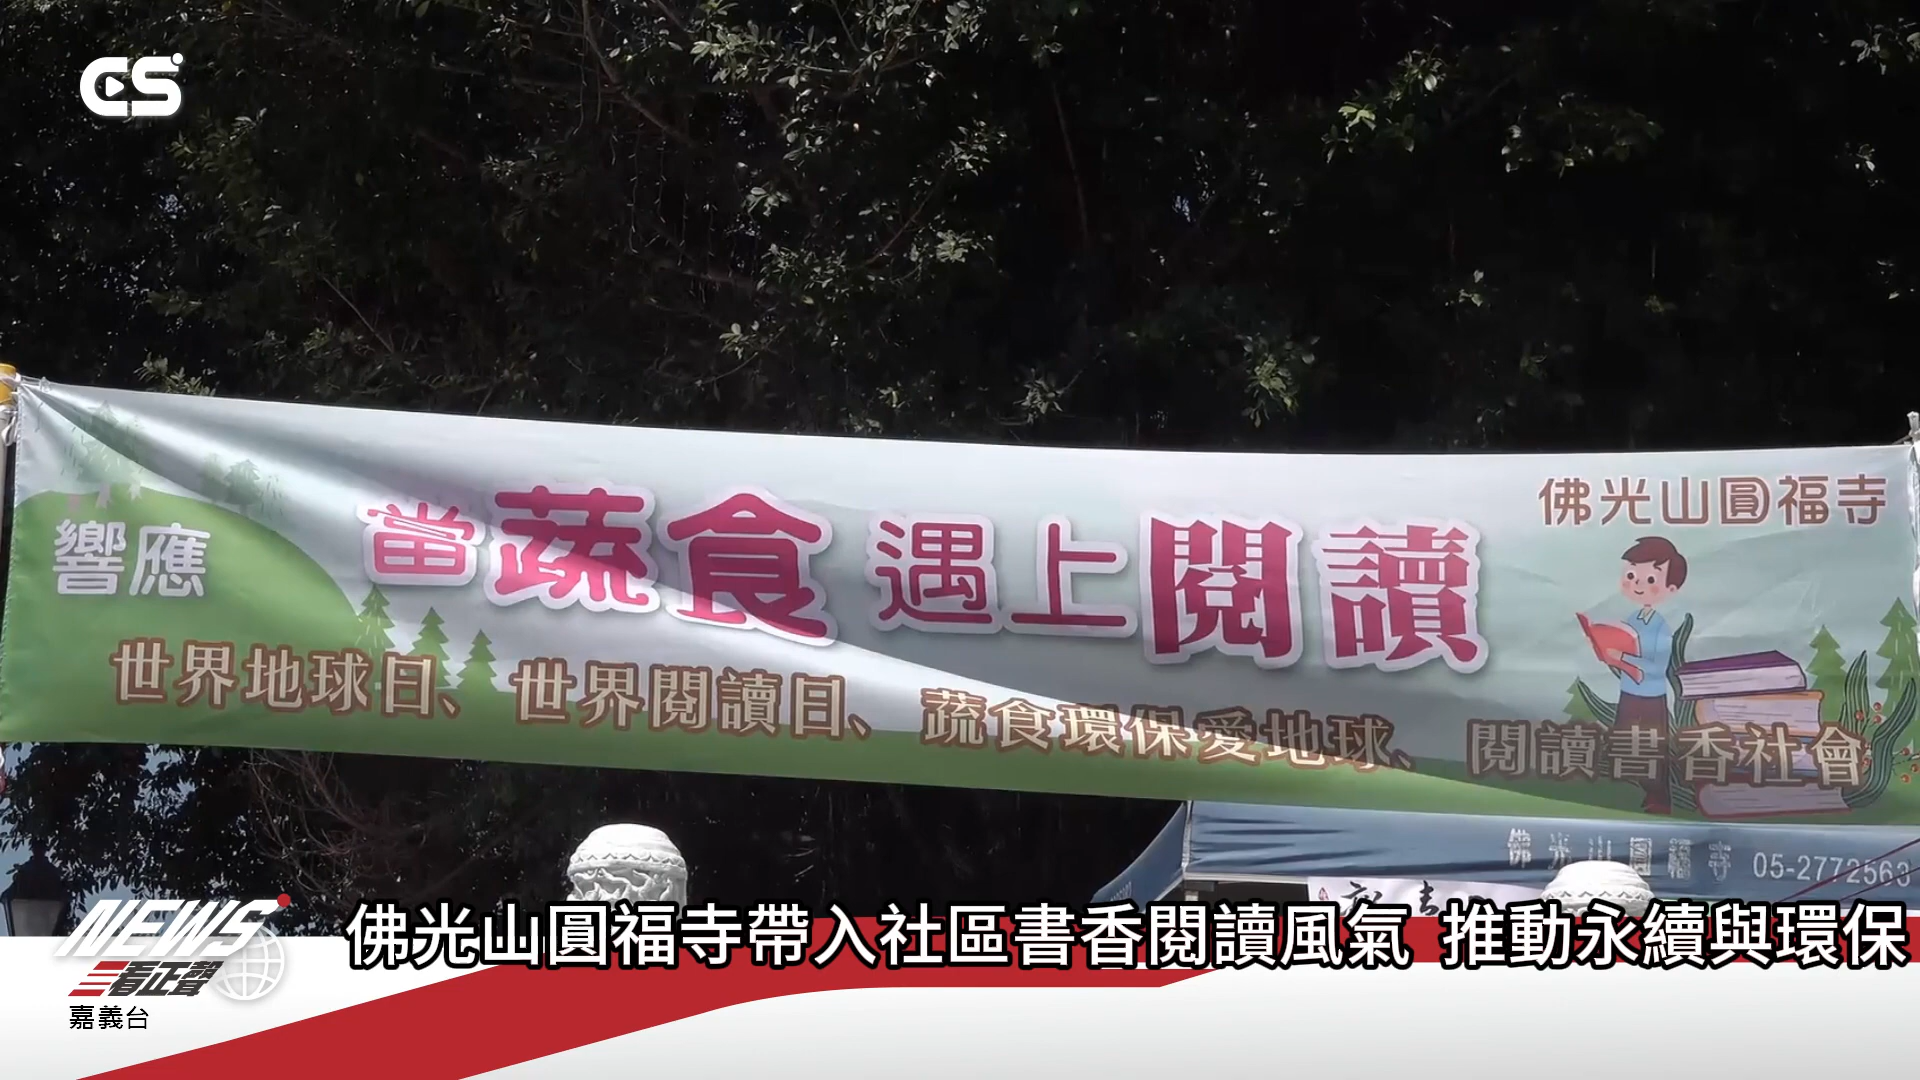 CS
佛光山圓福寺
響應
當蔬食遇上閱讀
世界地球日、世界閱讀日、蔬食環保愛地球、閱讀書香社會
佛光山圓福寺 05-2772563
佛光山圓福寺帶入社區書香閱讀風氣 推動永續與環保
NEWS
看正聲
嘉義台